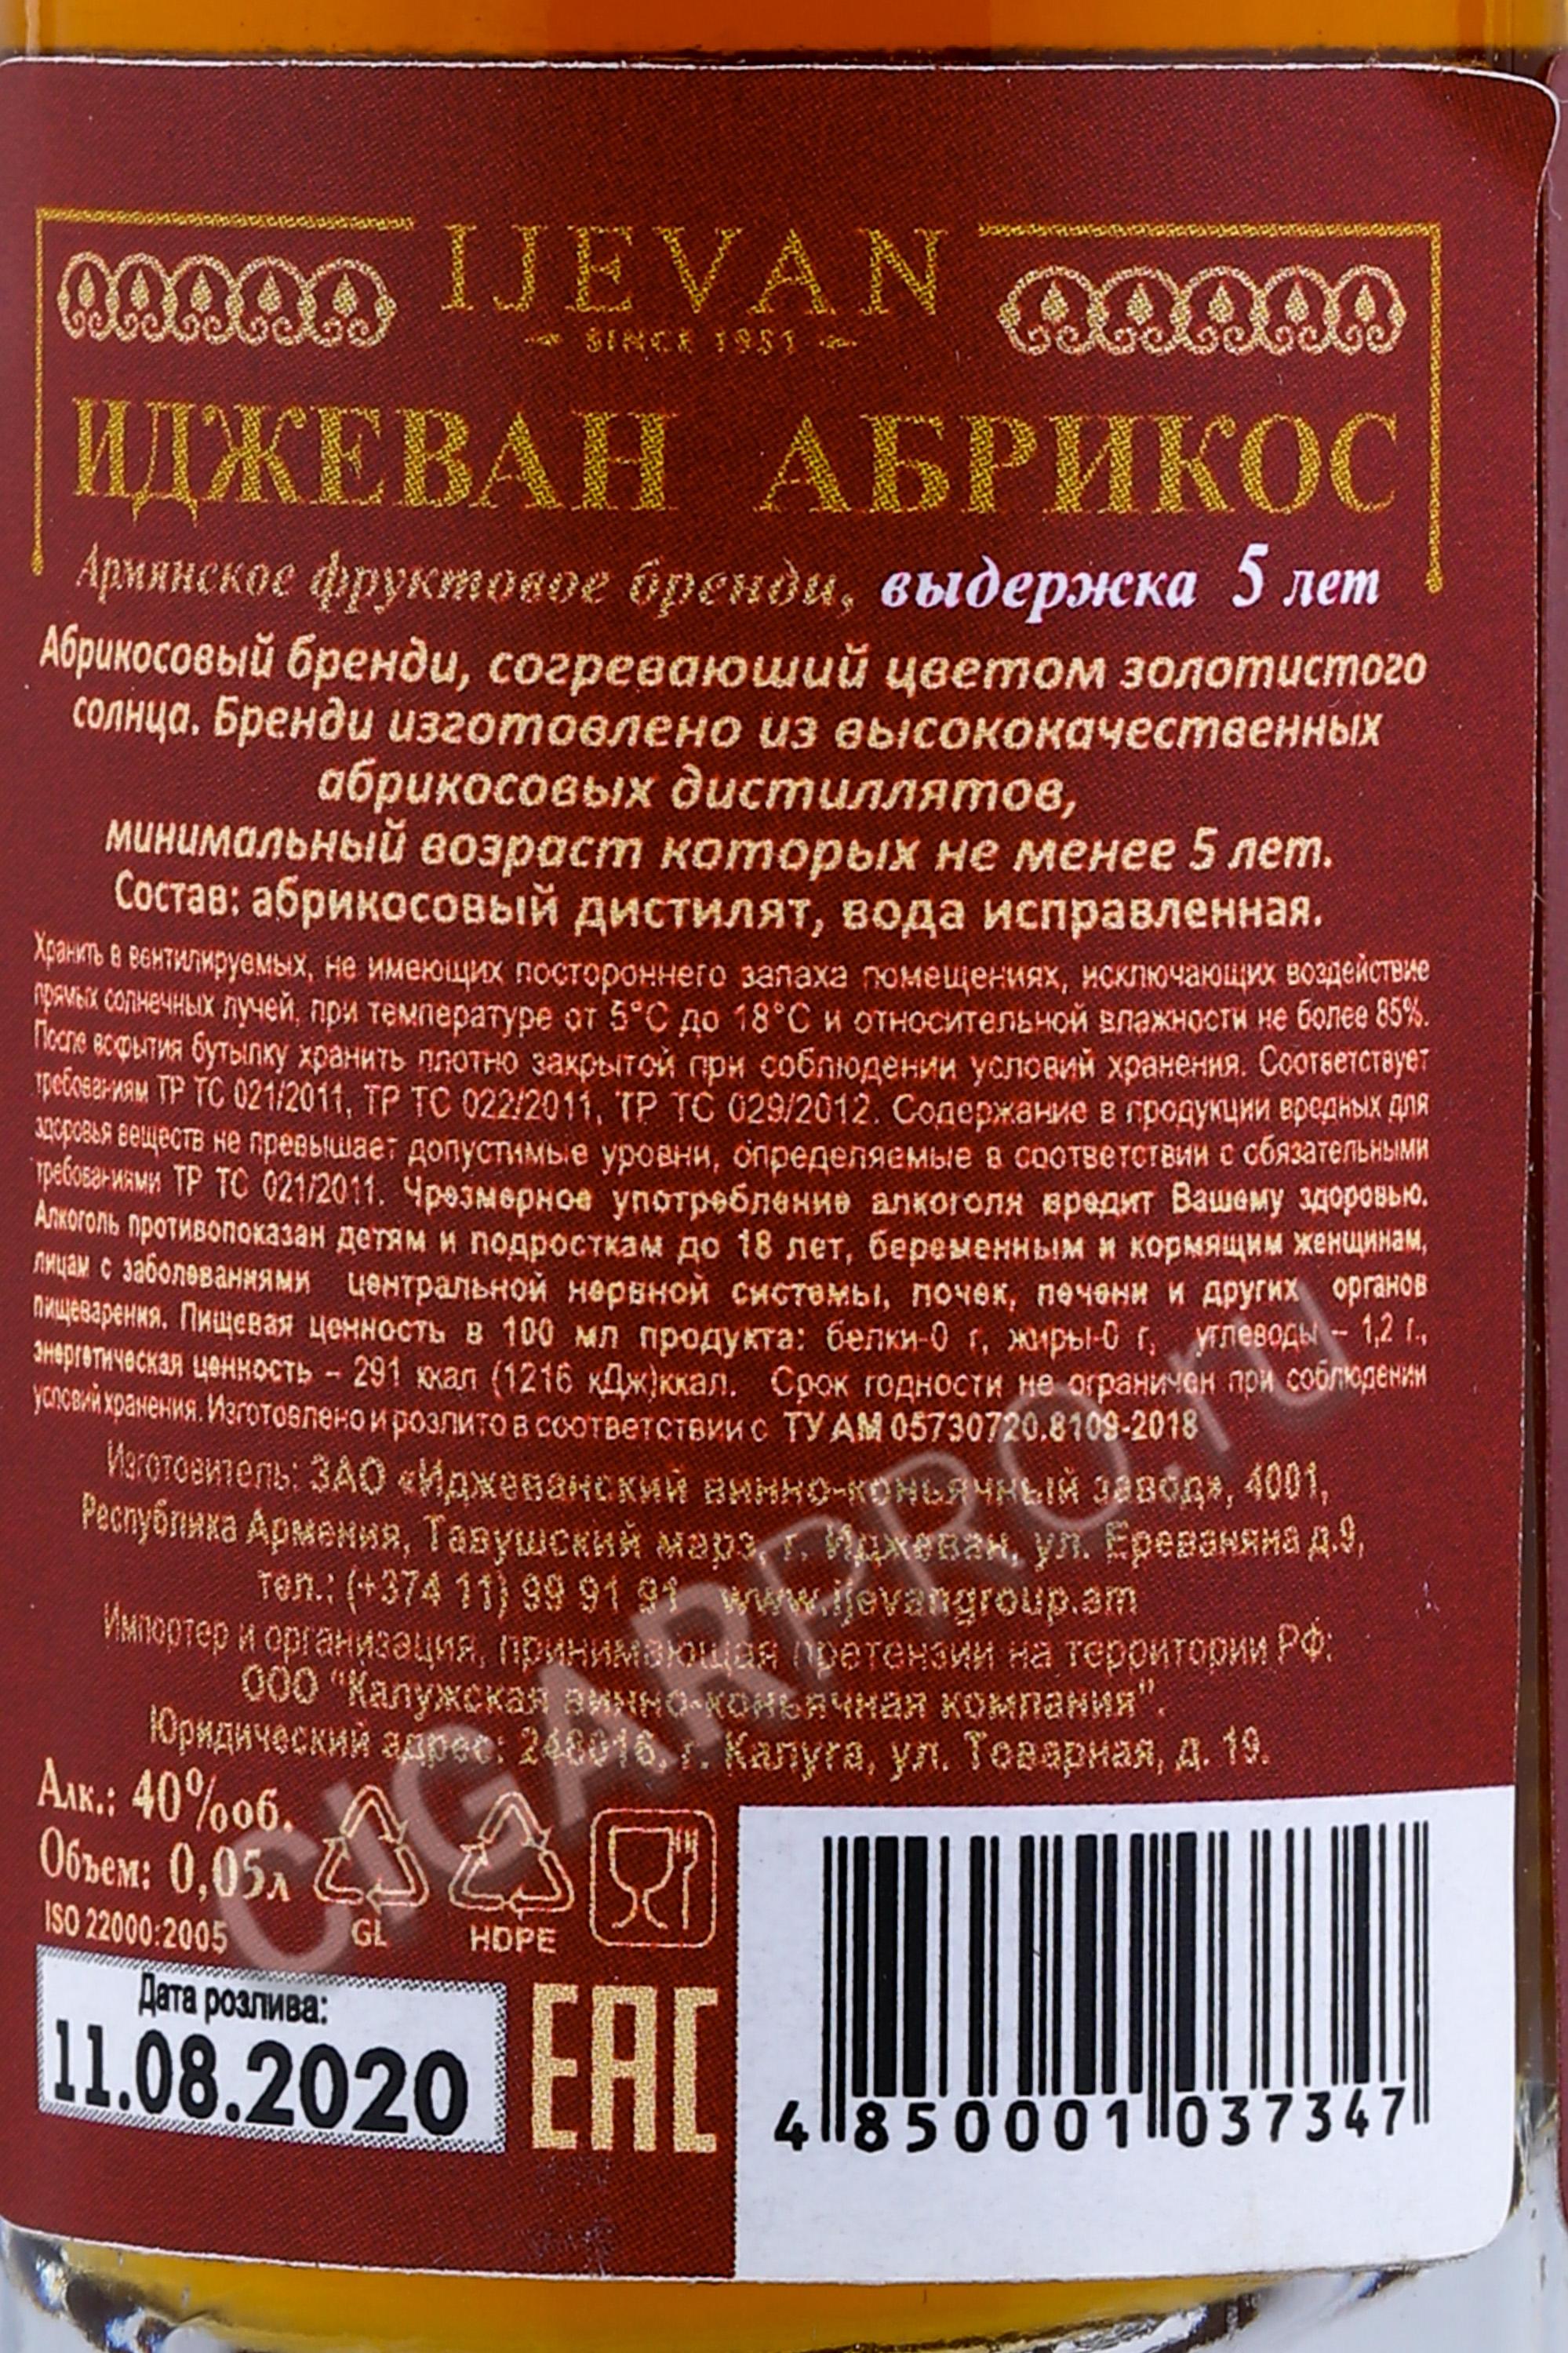 IJEVAN
SINCE 1951
ИДЖЕВАН АБРИКОС
Армянское фруктовое бренди, выдержка 5 лет
Абрикосовый бренди, согреваюший цветом золотистого
солнца. Бренди изготовлено из высококачественных
абрикосовых дистиллятов,
минимальный возраст которых не менее 5 лет.
Состав: абрикосовый дистилят, вода исправленная.
Хранить в вентилируемых, не имеющих постороннего запаха помещениях, исключающих воздействие
прямых солнечных лучей, при температуре от 5°С до 18°С и относительной влажности не более 85%.
После вскрытия бутылку хранить плотно закрытой при соблюдении условий хранения. Соответствует
требованиям ТР ТС 021/2011, ТР ТС 022/2011, ТР ТС 029/2012. Содержание в продукции вредных для
здоровья веществ не превышает допустимые уровни, определяемые в соответствии с обязательными
требованиями ТР ТС 021/2011. Чрезмерное употребление алкоголя вредит Вашему здоровью.
Алкоголь противопоказан детям и подросткам до 18 лет, беременным и кормящим женщинам,
лицам с заболеваниями центральной нервной системы, почек, печени и других органов
пищеварения. Пищевая ценность в 100 мл продукта: белки-0 г, жиры-0 г, углеводы – 1,2 г.,
энергетическая ценность – 291 ккал (1216 кДж)ккал. Срок годности не ограничен при соблюдении
условий хранения. Изготовлено и розлито в соответствии с ТУ АМ 05730720.8109-2018
Изготовитель: ЗАО «Иджеванский винно-коньячный завод», 4001,
Республика Армения, Тавушский марз, г. Иджеван, ул. Ереваняна д.9,
тел.: (+374 11) 99 91 91 www.ijevangroup.am
Импортер и организация, принимающая претензии на территории РФ:
ООО "Калужская винно-коньячная компания".
Юридический адрес: 248016, г. Калуга, ул. Товарная, д. 19.
Алк.: 40%об.
Объем: 0,05л
ISO 22000:2005
GL
HDPE
Дата розлива:
11.08.2020
EAC
4 850001 037347
CIGARPRO.ru